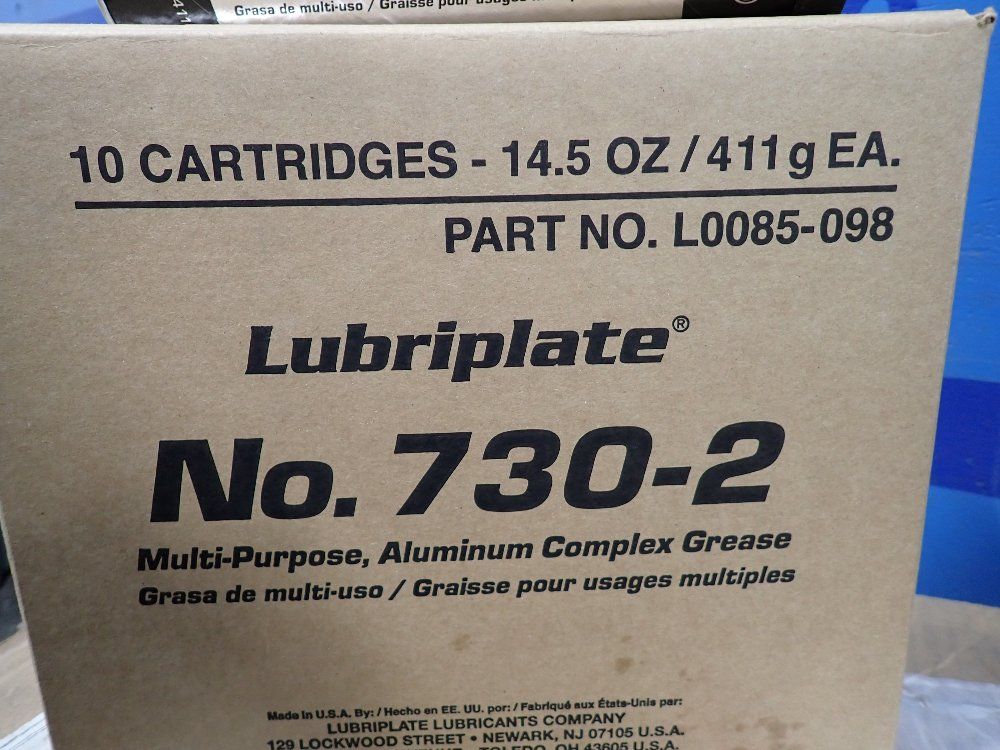 411
Grasa de multi-uso / Graisse pour usages
10 CARTRIDGES - 14.5 OZ / 411g EA.
PART NO. L0085-098
Lubriplate®
No. 730-2
Multi-Purpose, Aluminum Complex Grease
Grasa de multi-uso / Graisse pour usages multiples
Made in U.S.A. By: / Hecho en EE. UU. por: / Fabriqué aux États-Unis par:
LUBRIPLATE LUBRICANTS COMPANY
129 LOCKWOOD STREET • NEWARK, NJ 07105 U.S.A.
TOLEDO, OH 43605 U.S.A.